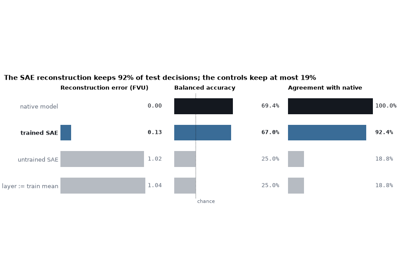 The SAE reconstruction keeps 92% of test decisions; the controls keep at most 19%
Reconstruction error (FVU) Balanced accuracy Agreement with native
native model 0.00 69.4% 100.0%
trained SAE 0.13 67.0% 92.4%
untrained SAE 1.02 25.0% 18.8%
layer := train mean 1.04 25.0% 18.8%
chance